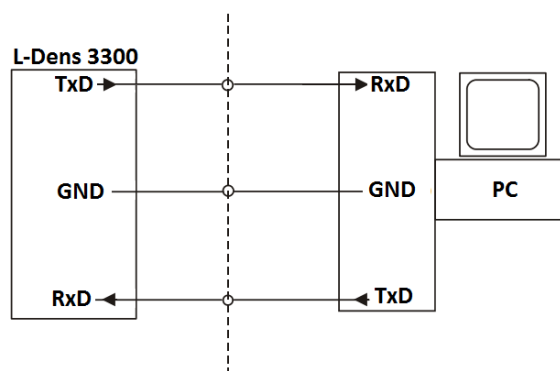 L-Dens 3300
TxD
RxD
GND
GND
PC
RxD
TxD